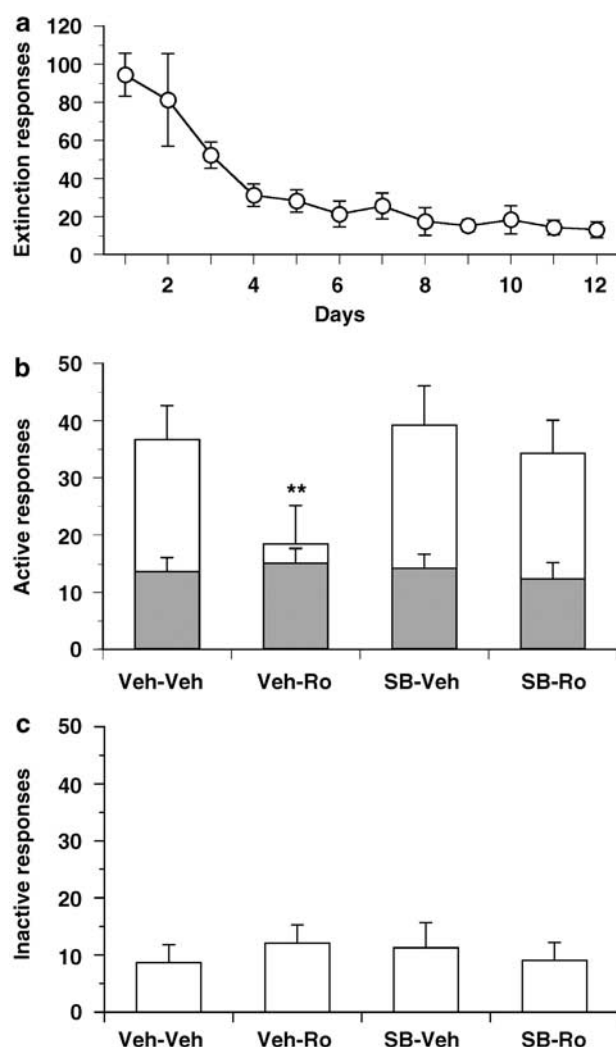 a
120
100
80
60
40
20
0
Extinction responses
2 4 6 8 10 12
Days
b
50
40
30
20
10
0
Active responses
**
Veh-Veh Veh-Ro SB-Veh SB-Ro
c
50
40
30
20
10
0
Inactive responses
Veh-Veh Veh-Ro SB-Veh SB-Ro